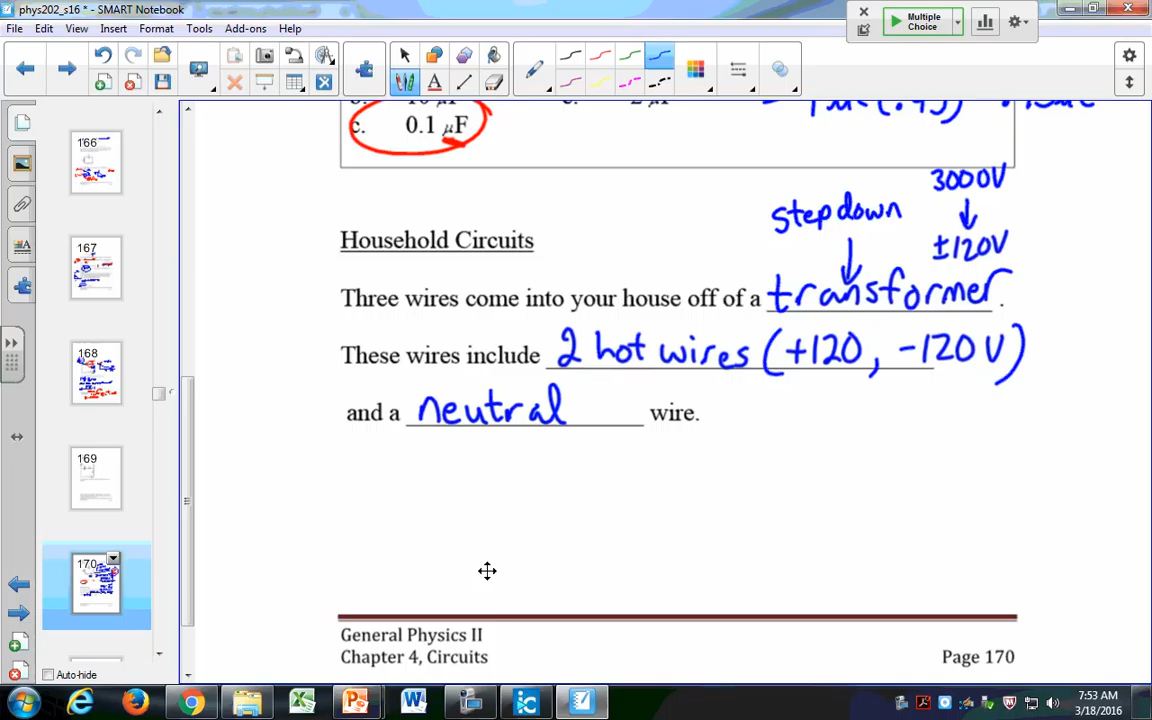 phys202_s16 * - SMART Notebook
Multiple
Choice
File Edit View Insert Format Tools Add-ons Help
c. 0.1 μF
3000V
step down
↓
↓
±120V
Household Circuits
Three wires come into your house off of a transformer.
These wires include 2 hot wires (+120, -120V)
and a neutral wire.
166
167
168
169
170
Auto-hide
General Physics II
Chapter 4, Circuits
Page 170
7:53 AM
3/18/2016